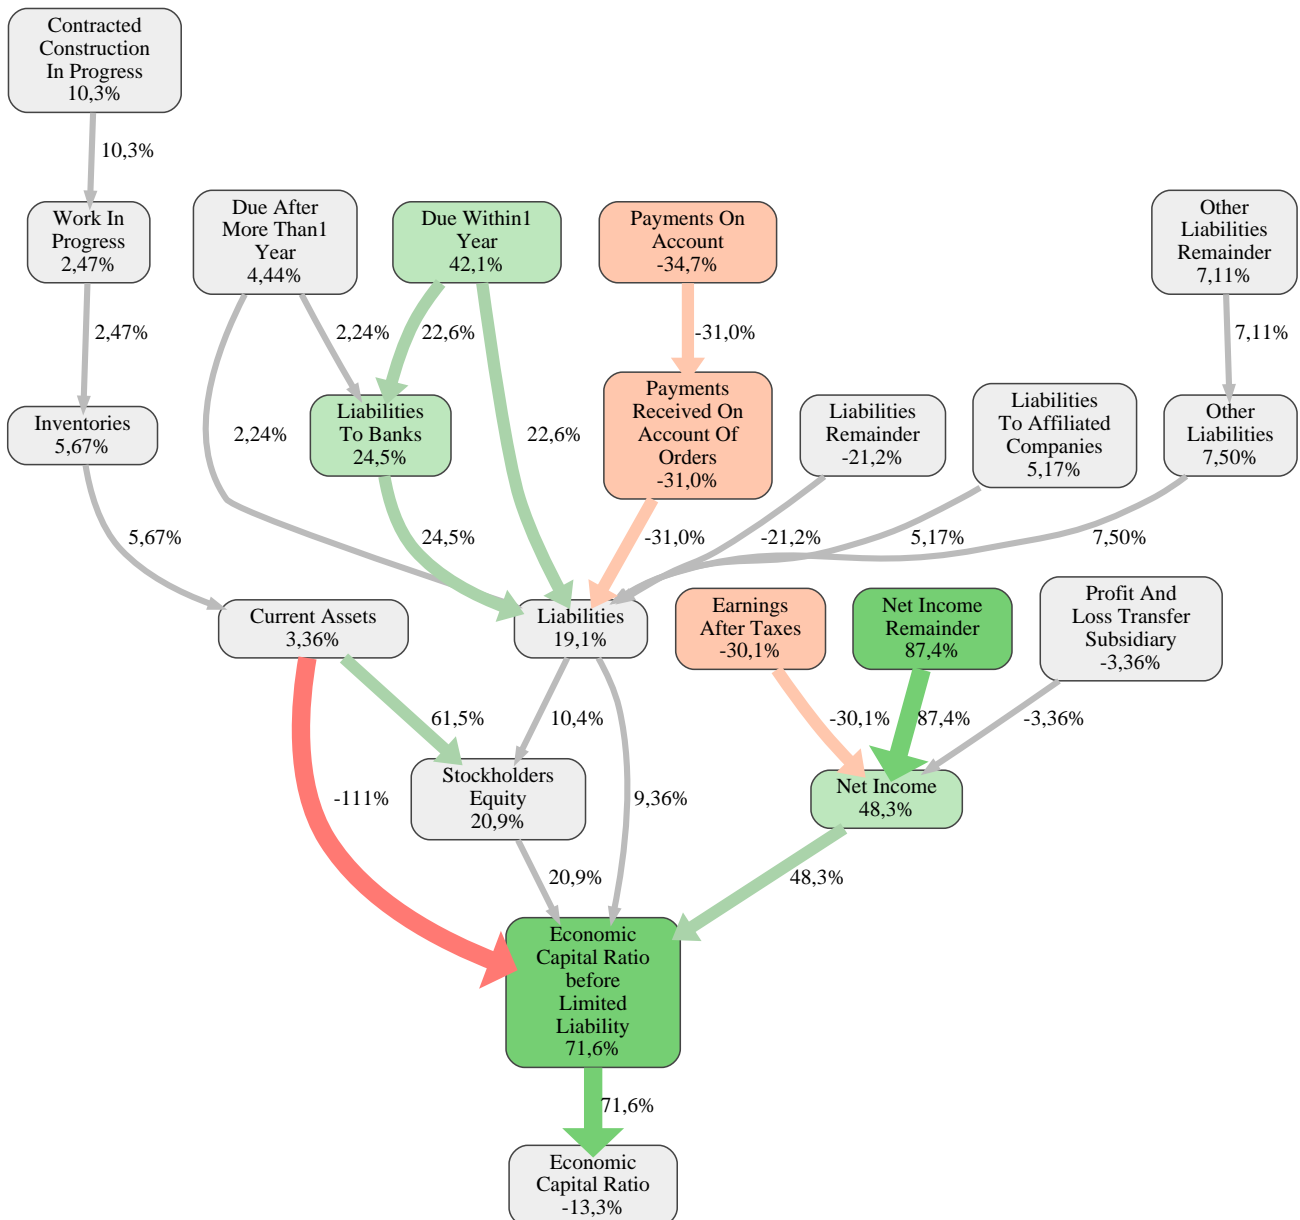 Contracted
Construction
In Progress
10,3%
10,3%
Work In
Progress
2,47%
Due After
More Than1
Year
4,44%
Due Within1
Year
42,1%
Payments On
Account
-34,7%
Other
Liabilities
Remainder
7,11%
2,47%
2,24%
22,6%
-31,0%
7,11%
Inventories
5,67%
2,24%
Liabilities
To Banks
24,5%
22,6%
Payments
Received On
Account Of
Orders
-31,0%
Liabilities
Remainder
-21,2%
Liabilities
To Affiliated
Companies
5,17%
Other
Liabilities
7,50%
5,67%
24,5%
-31,0%
-21,2%
5,17%
7,50%
Current Assets
3,36%
Liabilities
19,1%
Earnings
After Taxes
-30,1%
Net Income
Remainder
87,4%
Profit And
Loss Transfer
Subsidiary
-3,36%
61,5%
10,4%
-30,1%
87,4%
-3,36%
-111%
Stockholders
Equity
20,9%
9,36%
Net Income
48,3%
20,9%
48,3%
Economic
Capital Ratio
before
Limited
Liability
71,6%
71,6%
Economic
Capital Ratio
-13,3%